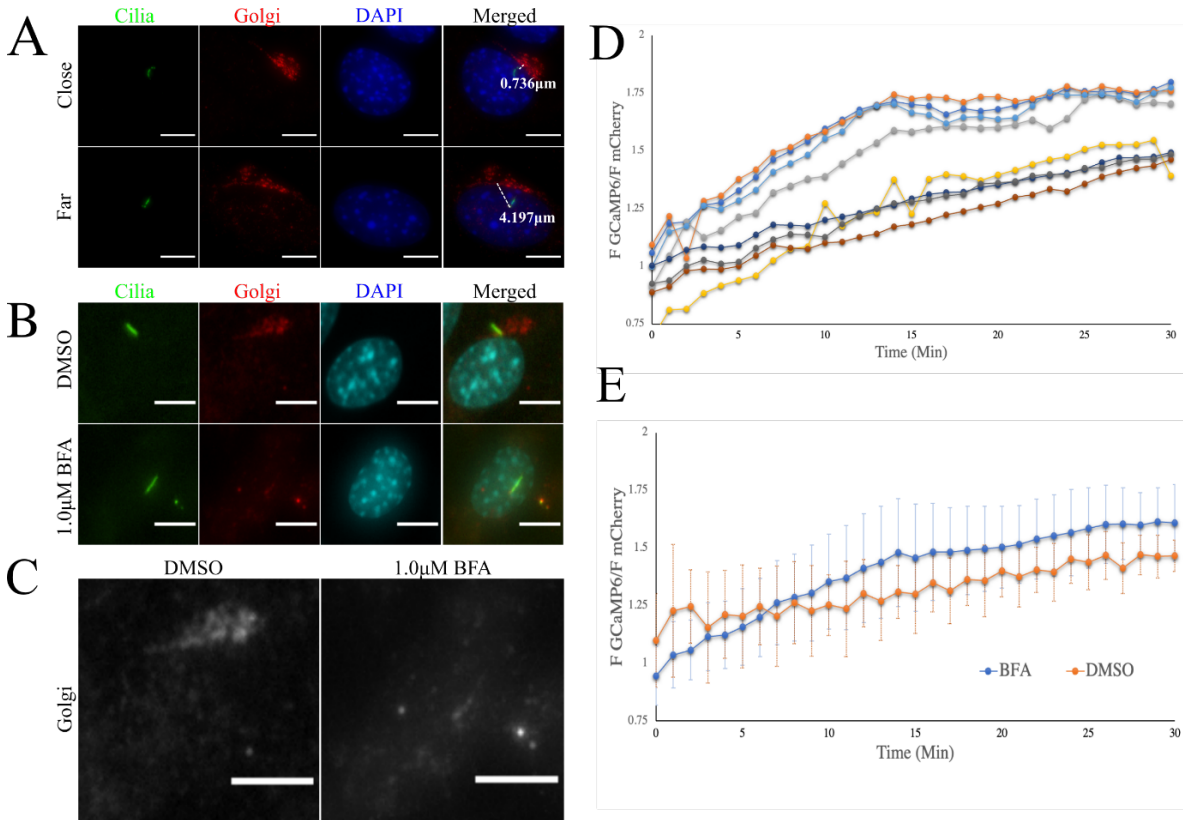 A
Cilia Golgi DAPI Merged
Close
0.736μm
Far
4.197μm
B
Cilia Golgi DAPI Merged
DMSO
1.0μM BFA
C
DMSO 1.0μM BFA
Golgi
D
2
1.75
1.5
1.25
1
0.75
F GCaMP6/F mCherry
0 5 10 15 20 25 30
Time (Min)
E
2
1.75
1.5
1.25
1
0.75
F GCaMP6/F mCherry
BFA DMSO
0 5 10 15 20 25 30
Time (Min)